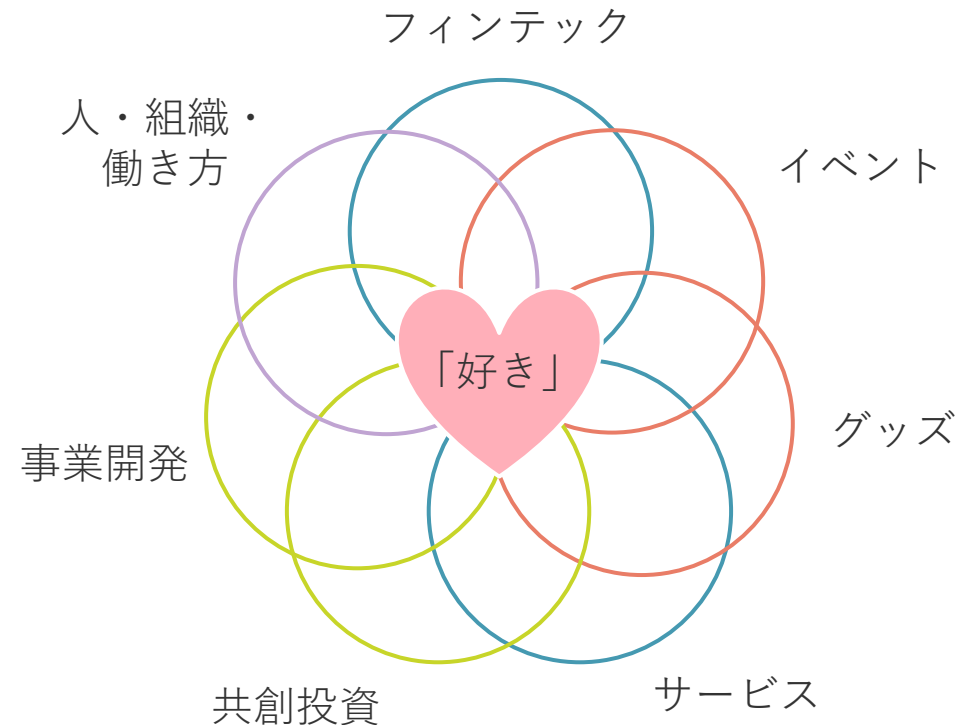 フィンテック
人・組織・
働き方
イベント
「好き」
グッズ
事業開発
サービス
共創投資